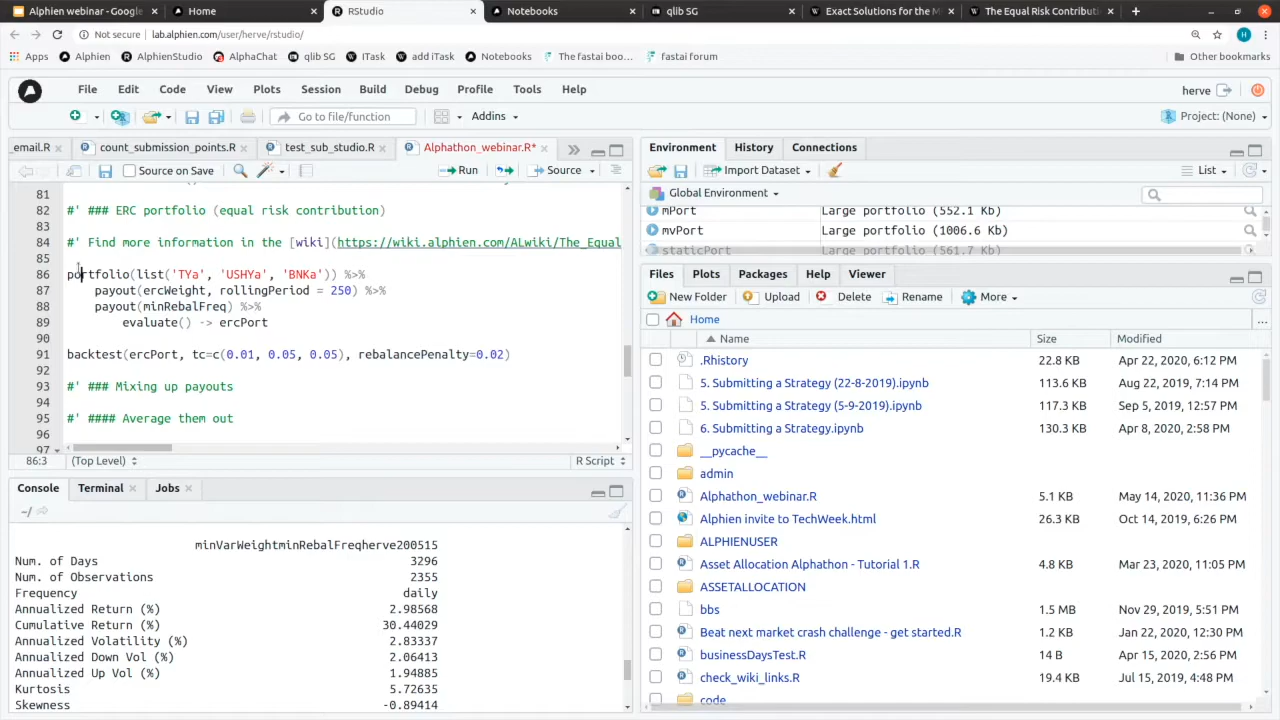 Alphien webinar - Google
Home
RStudio
Notebooks
qlib SG
Exact Solutions for the M
The Equal Risk Contributi
Not secure | lab.alphien.com/user/herve/rstudio/
H
Apps
Alphien
AlphienStudio
AlphaChat
qlib SG
ITask
add iTask
Notebooks
The fastai boo…
fastai forum
Other bookmarks
File Edit Code View Plots Session Build Debug Profile Tools Help
herve
Go to file/function
Addins
Project: (None)
_email.R
count_submission_points.R
test_sub_studio.R
Alphathon_webinar.R*
Source on Save
Run
Source
81
82 #' ### ERC portfolio (equal risk contribution)
83
84 #' Find more information in the [wiki](https://wiki.alphien.com/ALwiki/The_Equal
85
86 portfolio(list('TYa', 'USHYa', 'BNKa')) %>%
87 payout(ercWeight, rollingPeriod = 250) %>%
88 payout(minRebalFreq) %>%
89 evaluate() -> ercPort
90
91 backtest(ercPort, tc=c(0.01, 0.05, 0.05), rebalancePenalty=0.02)
92
93 #' ### Mixing up payouts
94
95 #' #### Average them out
96
97
86:3 (Top Level) R Script
Console Terminal Jobs
~/
minVarWeightminRebalFreqherve200515
Num. of Days 3296
Num. of Observations 2355
Frequency daily
Annualized Return (%) 2.98568
Cumulative Return (%) 30.44029
Annualized Volatility (%) 2.83337
Annualized Down Vol (%) 2.06413
Annualized Up Vol (%) 1.94885
Kurtosis 5.72635
Skewness -0.89414
Environment History Connections
Import Dataset
List
Global Environment
mPort Large portfolio (552.1 Kb)
mvPort Large portfolio (1006.6 Kb)
staticPort Large portfolio (561.7 Kb)
Files Plots Packages Help Viewer
New Folder Upload Delete Rename More
Home
Name Size Modified
.Rhistory 22.8 KB Apr 22, 2020, 6:12 PM
5. Submitting a Strategy (22-8-2019).ipynb 113.6 KB Aug 22, 2019, 7:14 PM
5. Submitting a Strategy (5-9-2019).ipynb 117.3 KB Sep 5, 2019, 12:57 PM
6. Submitting a Strategy.ipynb 130.3 KB Apr 8, 2020, 2:58 PM
__pycache__
admin
Alphathon_webinar.R 5.1 KB May 14, 2020, 11:36 PM
Alphien invite to TechWeek.html 26.3 KB Oct 14, 2019, 6:26 PM
ALPHIENUSER
Asset Allocation Alphathon - Tutorial 1.R 4.8 KB Mar 23, 2020, 11:05 PM
ASSETALLOCATION
bbs 1.5 MB Nov 29, 2019, 5:51 PM
Beat next market crash challenge - get started.R 1.2 KB Jan 22, 2020, 12:30 PM
businessDaysTest.R 14 B Apr 15, 2020, 2:56 PM
check_wiki_links.R 19.4 KB Jul 15, 2019, 4:48 PM
code